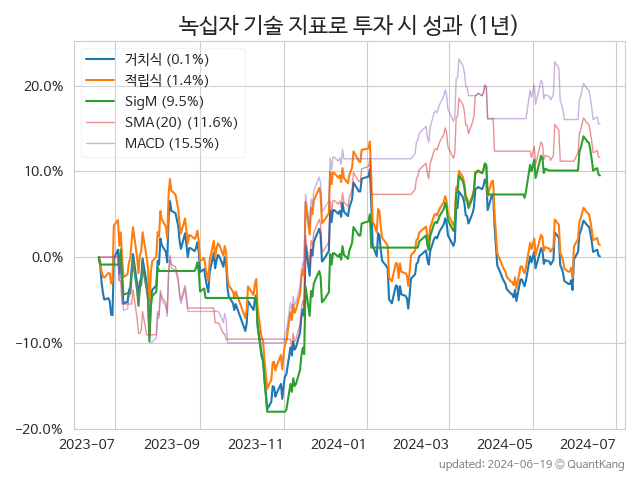 녹십자 기술 지표로 투자 시 성과 (1년)
거치식 (0.1%)
적립식 (1.4%)
SigM (9.5%)
SMA(20) (11.6%)
MACD (15.5%)
20.0%
10.0%
0.0%
−10.0%
−20.0%
2023-07 2023-09 2023-11 2024-01 2024-03 2024-05 2024-07
updated: 2024-06-19 © QuantKang